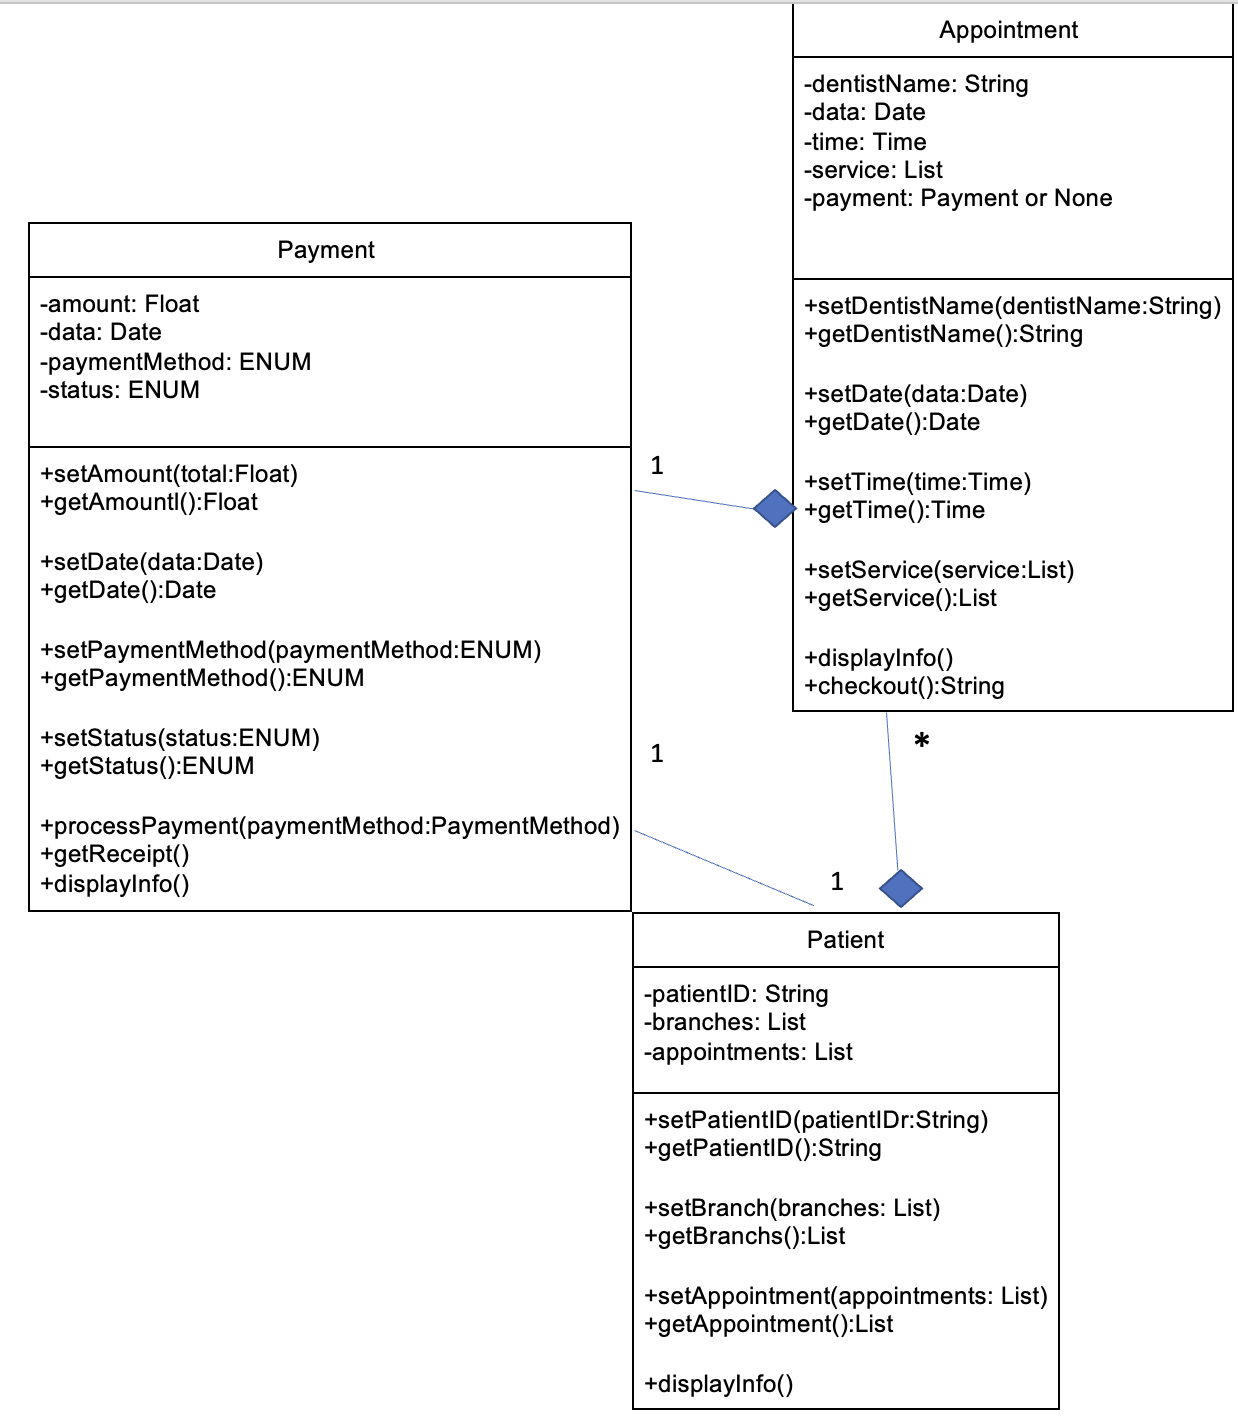 Appointment
-dentistName: String
-data: Date
-time: Time
-service: List
-payment: Payment or None
+setDentistName(dentistName:String)
+getDentistName():String
+setDate(data:Date)
+getDate():Date
+setTime(time:Time)
+getTime():Time
+setService(service:List)
+getService():List
+displayInfo()
+checkout():String
Payment
-amount: Float
-data: Date
-paymentMethod: ENUM
-status: ENUM
+setAmount(total:Float)
+getAmountl():Float
+setDate(data:Date)
+getDate():Date
+setPaymentMethod(paymentMethod:ENUM)
+getPaymentMethod():ENUM
+setStatus(status:ENUM)
+getStatus():ENUM
+processPayment(paymentMethod:PaymentMethod)
+getReceipt()
+displayInfo()
1
1
*
1
Patient
-patientID: String
-branches: List
-appointments: List
+setPatientID(patientIDr:String)
+getPatientID():String
+setBranch(branches: List)
+getBranchs():List
+setAppointment(appointments: List)
+getAppointment():List
+displayInfo()